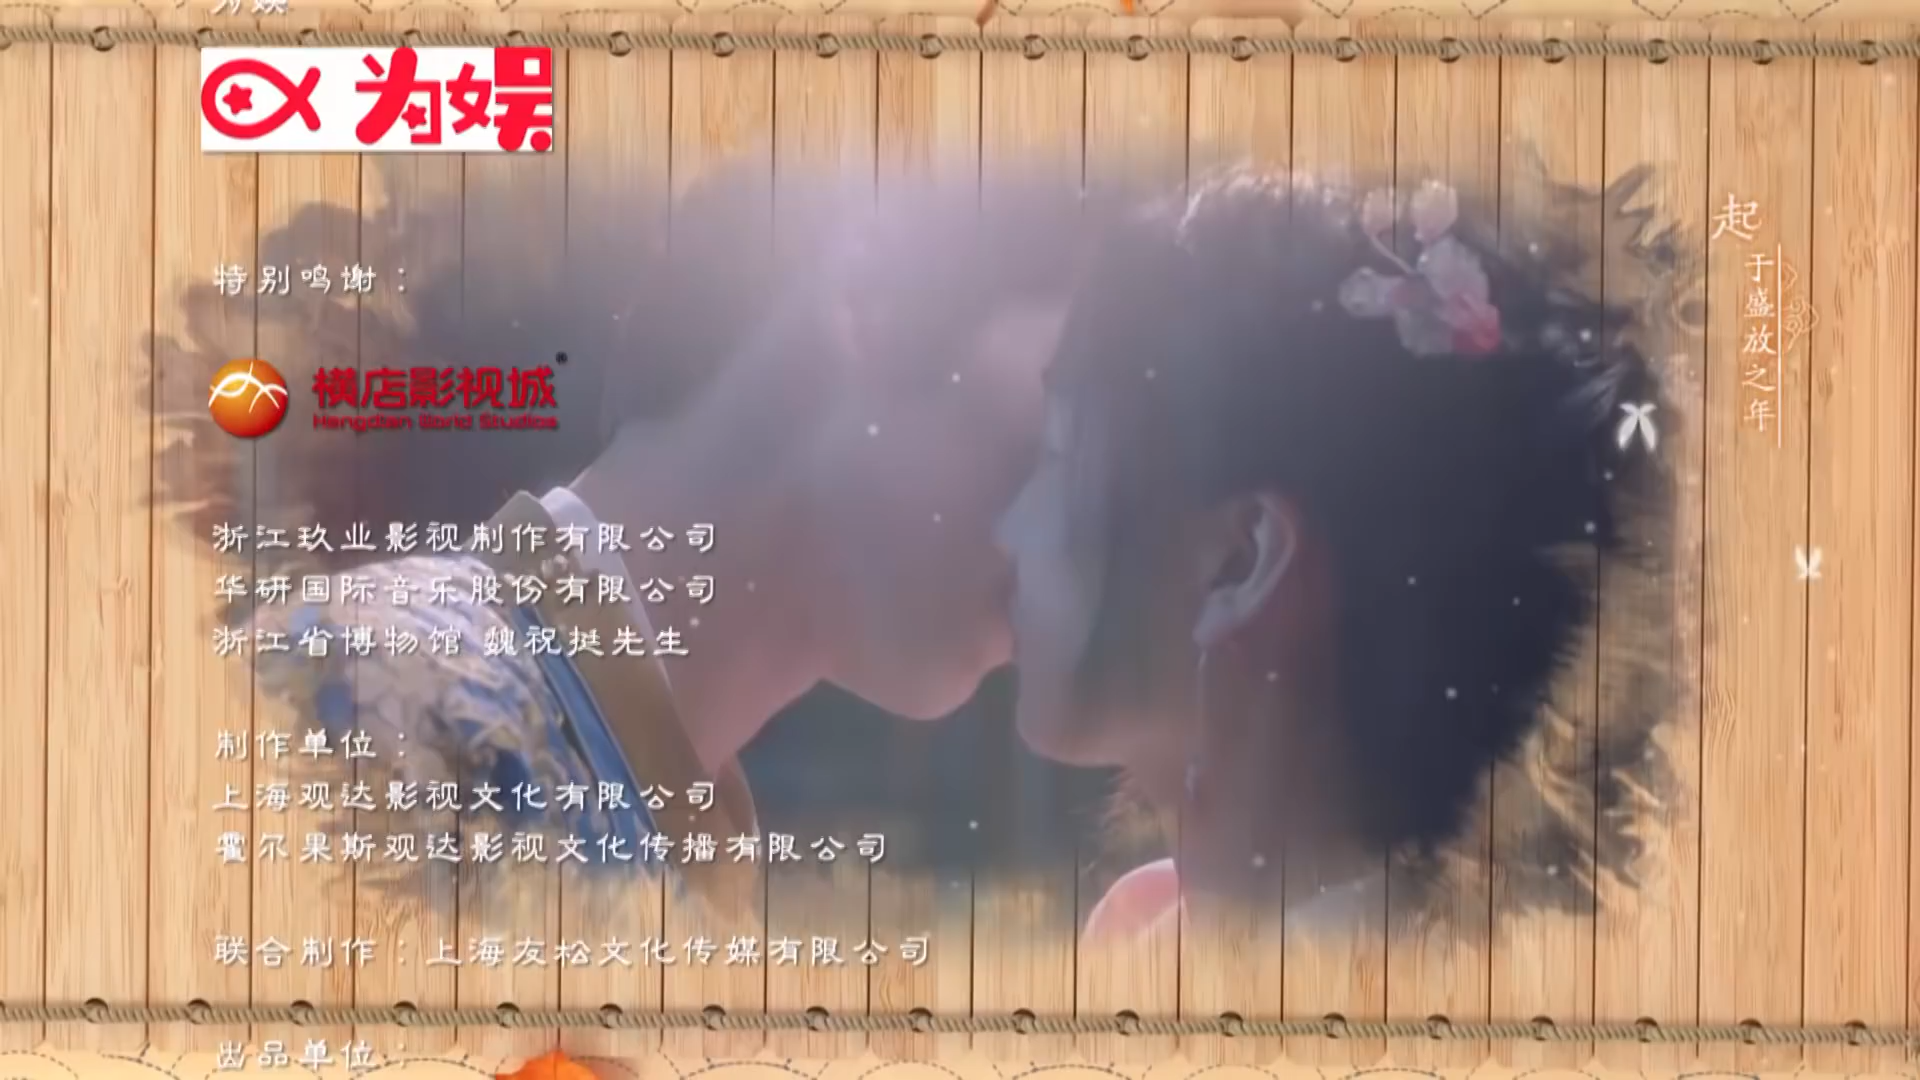 为娱
为娱
特别鸣谢：
横店影视城®
Hengdian World Studios
浙江玖业影视制作有限公司
华研国际音乐股份有限公司
浙江省博物馆 魏祝挺先生
制作单位：
上海观达影视文化有限公司
霍尔果斯观达影视文化传播有限公司
联合制作：上海友松文化传媒有限公司
出品单位：
起
于盛放之年